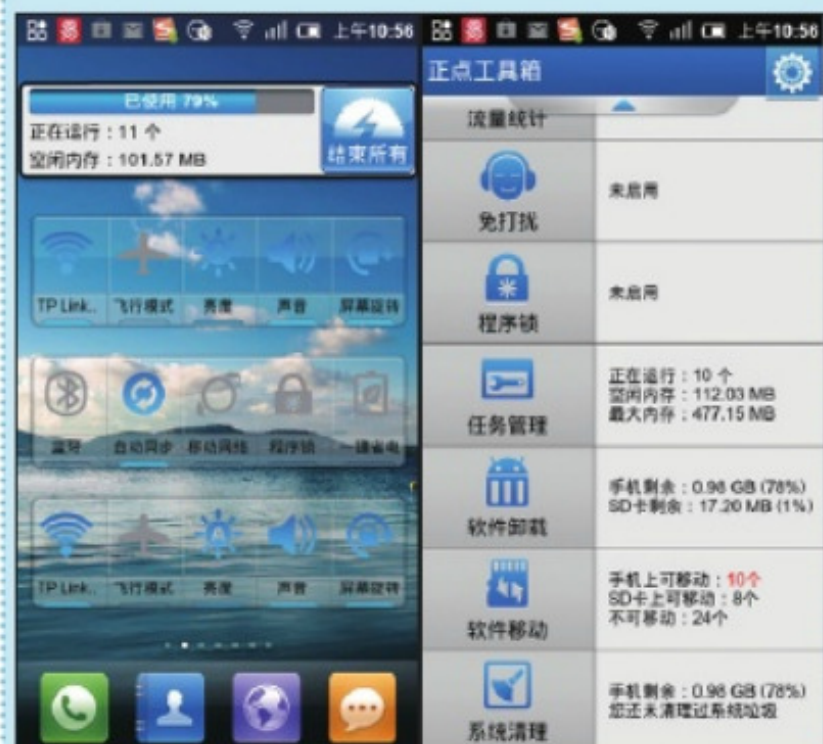 上午10:56
已使用 79%
正在运行：11 个
空闲内存：101.57 MB
结束所有
TP Link.. 飞行模式 亮度 声音 屏幕旋转
蓝牙 自动同步 移动网络 程序锁 一键省电
TP Link.. 飞行模式 亮度 声音 屏幕旋转
上午10:56
正点工具箱
流量统计
免打扰
未启用
程序锁
未启用
任务管理
正在运行：10 个
空闲内存：112.03 MB
最大内存：477.15 MB
软件卸载
手机剩余：0.98 GB (78%)
SD卡剩余：17.20 MB (1%)
软件移动
手机上可移动：10个
SD卡上可移动：8个
不可移动：24个
系统清理
手机剩余：0.98 GB (78%)
您还未清理过系统垃圾